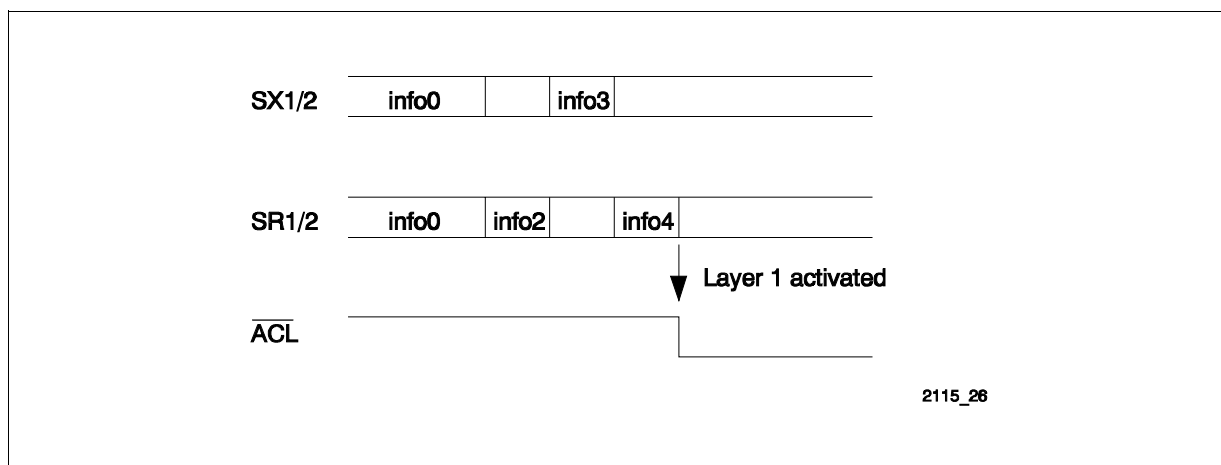 SX1/2 info0 info3
SR1/2 info0 info2 info4
Layer 1 activated
ACL
2115_26